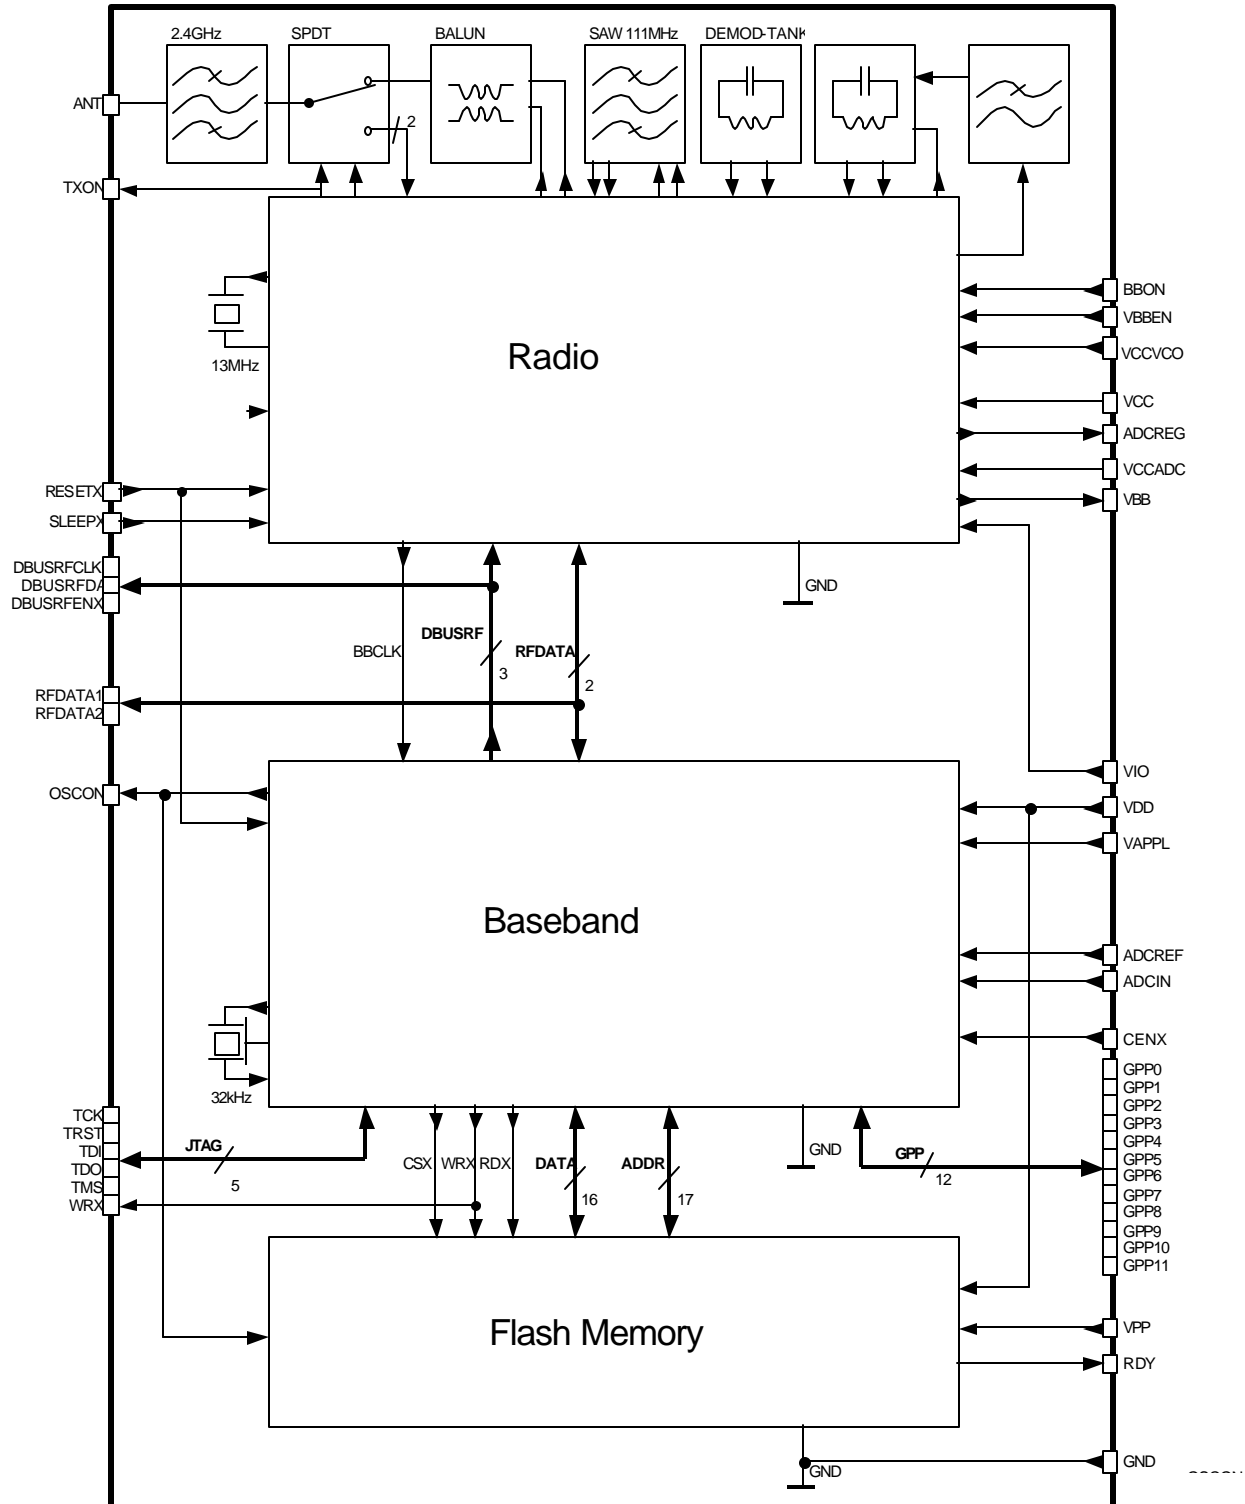 2.4GHz SPDT BALUN SAW 111MHz DEMOD-TANK
2
ANT
TXON
BBON
VBBEN
VCCVCO
13MHz
Radio
VCC
ADCREG
VCCADC
VBB
RESETX
SLEEPX
DBUSRFCLK
DBUSRFDA
DBUSRFENX
GND
BBCLK
DBUSRF
3
RFDATA
2
RFDATA1
RFDATA2
OSCON
VIO
VDD
VAPPL
Baseband
ADCREF
ADCIN
CENX
32kHz
GPP0
GPP1
GPP2
GPP3
GPP4
GPP5
GPP6
GPP7
GPP8
GPP9
GPP10
GPP11
TCK
TRST
TDI
TDO
TMS
WRX
JTAG
5
CSX WRX RDX
DATA
16
ADDR
17
GND
GPP
12
Flash Memory
VPP
RDY
GND
GND